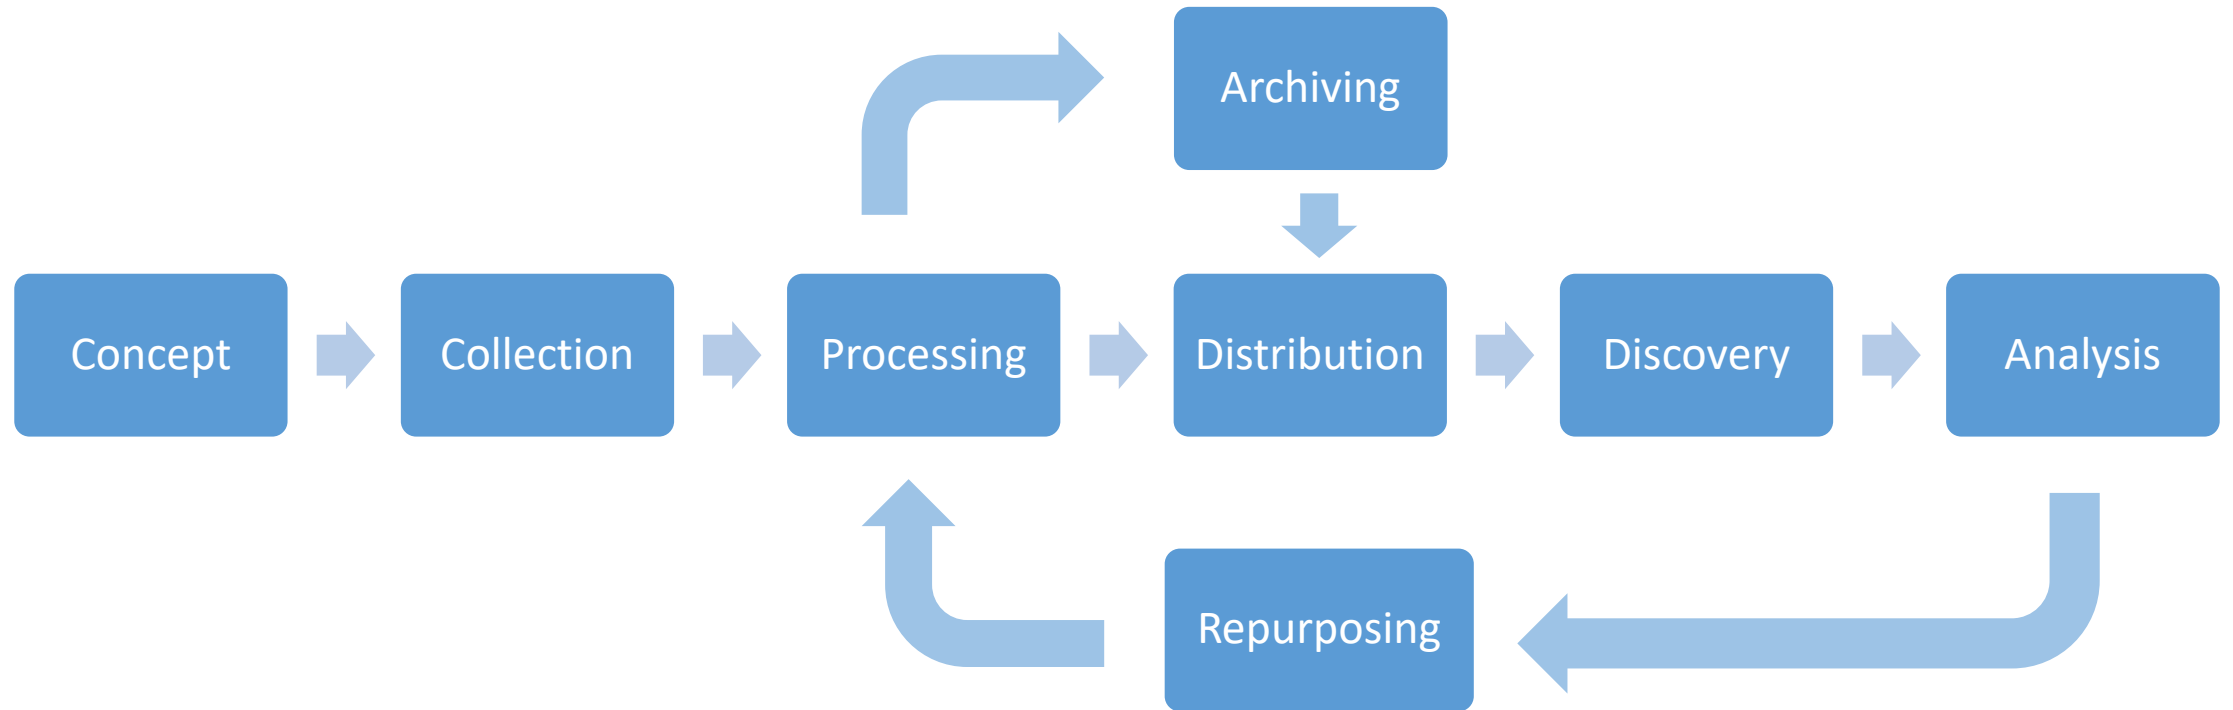 Archiving
Concept
Collection
Processing
Distribution
Discovery
Analysis
Repurposing